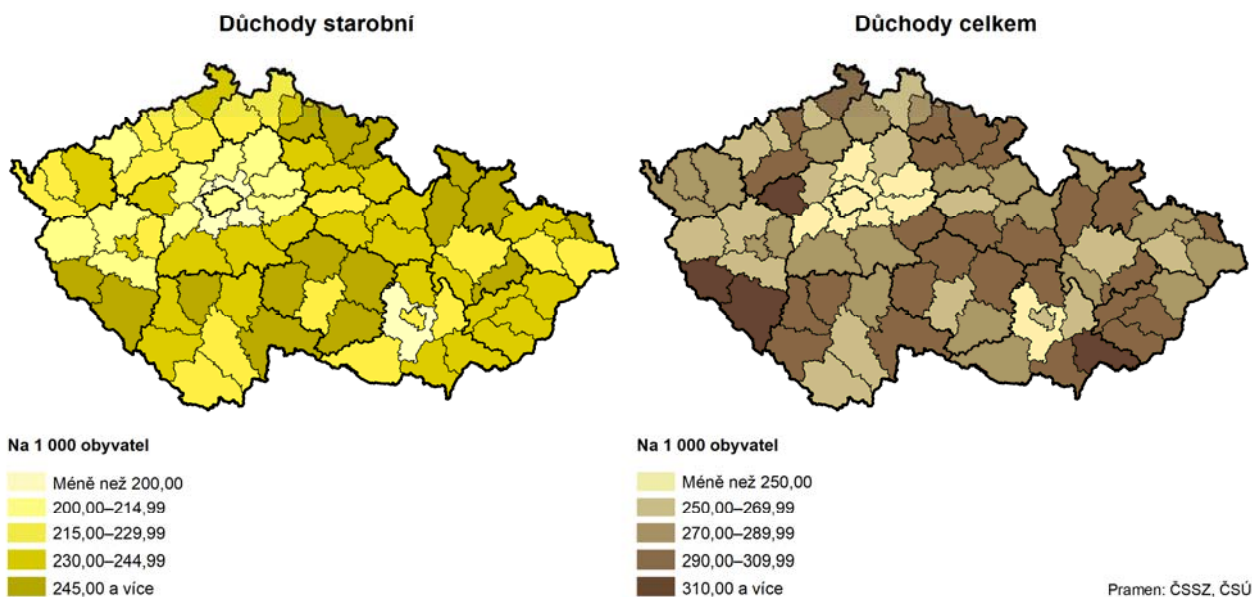 Důchody starobní
Důchody celkem
Na 1 000 obyvatel
Méně než 200,00
200,00–214,99
215,00–229,99
230,00–244,99
245,00 a více
Na 1 000 obyvatel
Méně než 250,00
250,00–269,99
270,00–289,99
290,00–309,99
310,00 a více
Pramen: ČSSZ, ČSÚ